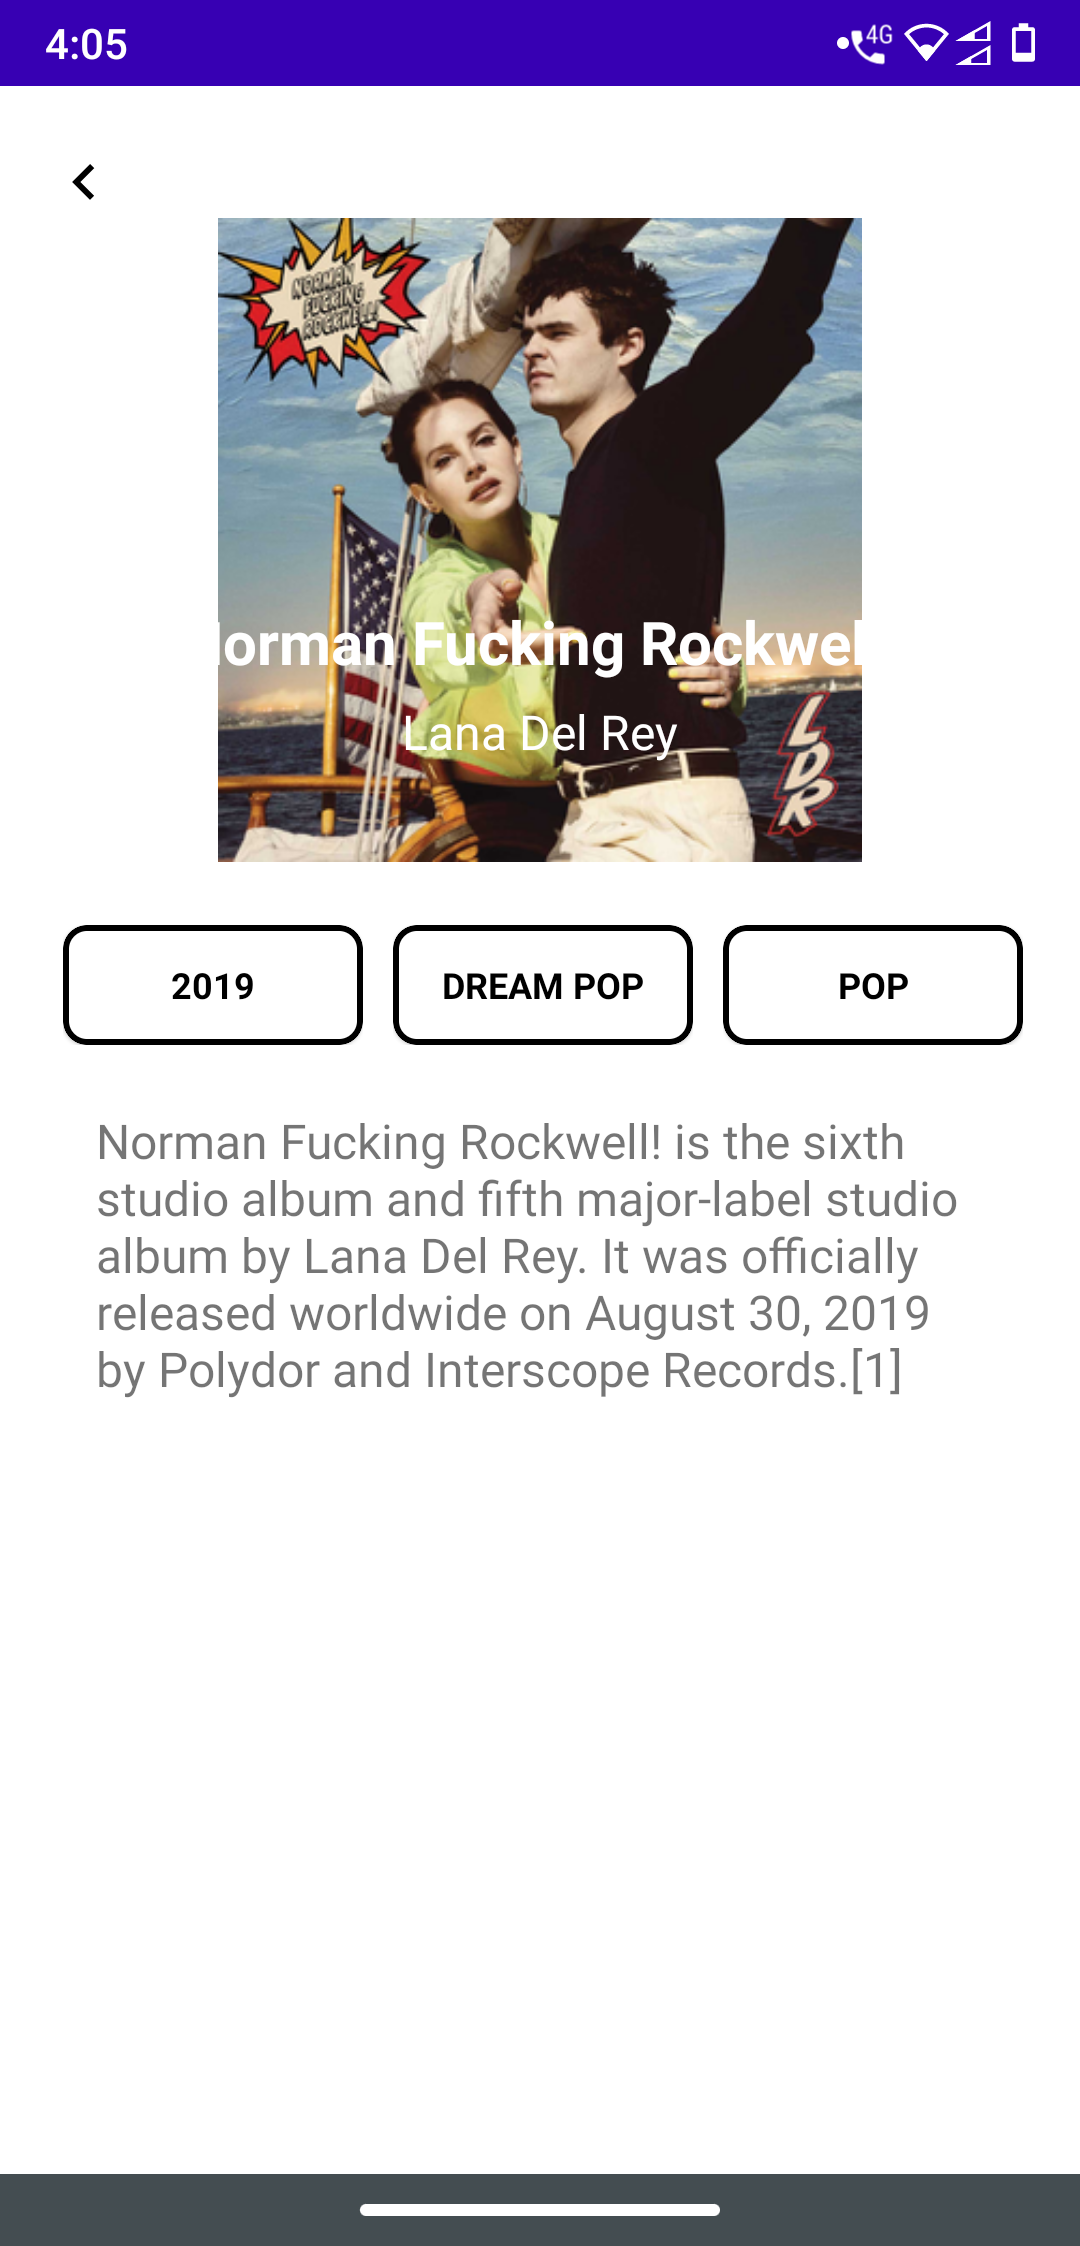 4:05
4G
NORMAN
FUCKING
ROCKWELL!
Norman Fucking Rockwell
Lana Del Rey
LDR
2019
DREAM POP
POP
Norman Fucking Rockwell! is the sixth
studio album and fifth major-label studio
album by Lana Del Rey. It was officially
released worldwide on August 30, 2019
by Polydor and Interscope Records.[1]